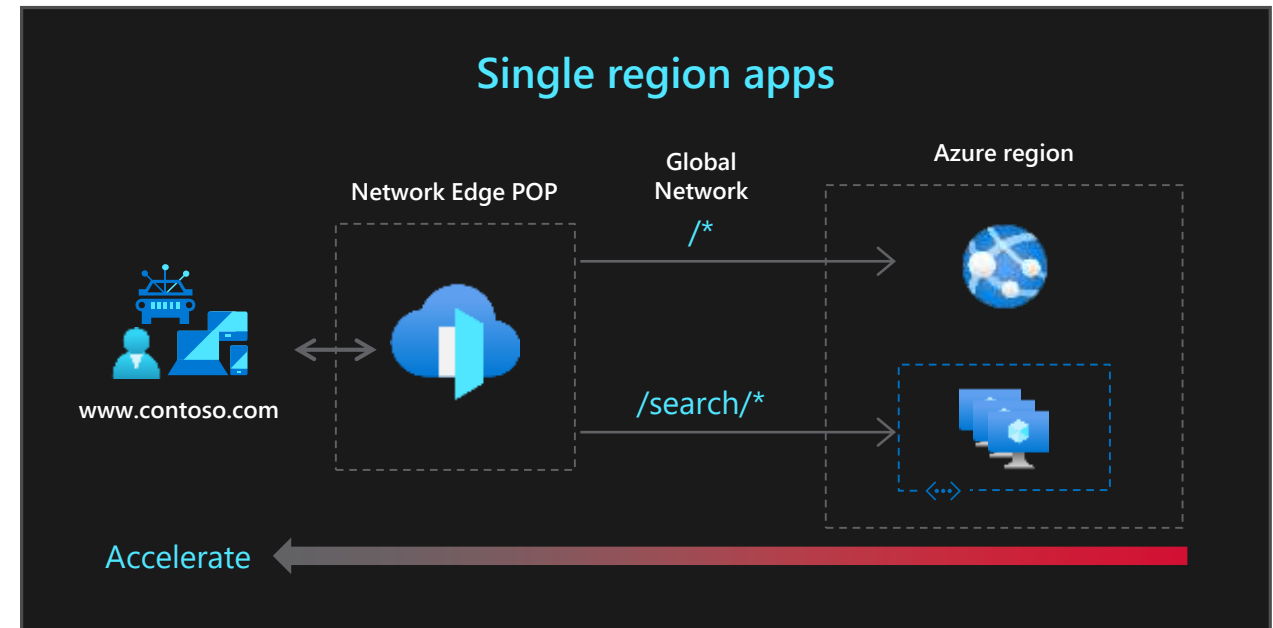 Single region apps
Global
Network
Azure region
Network Edge POP
/*
www.contoso.com
/search/*
Accelerate